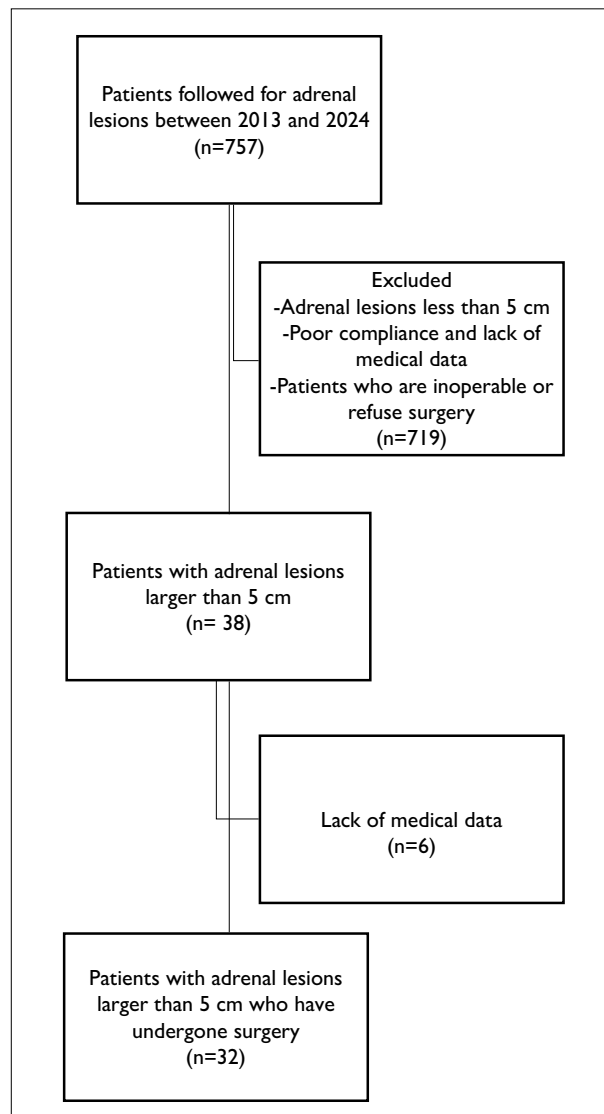 Patients followed for adrenal
lesions between 2013 and 2024
(n=757)
Excluded
-Adrenal lesions less than 5 cm
-Poor compliance and lack of
medical data
-Patients who are inoperable or
refuse surgery
(n=719)
Patients with adrenal lesions
larger than 5 cm
(n= 38)
Lack of medical data
(n=6)
Patients with adrenal lesions
larger than 5 cm who have
undergone surgery
(n=32)